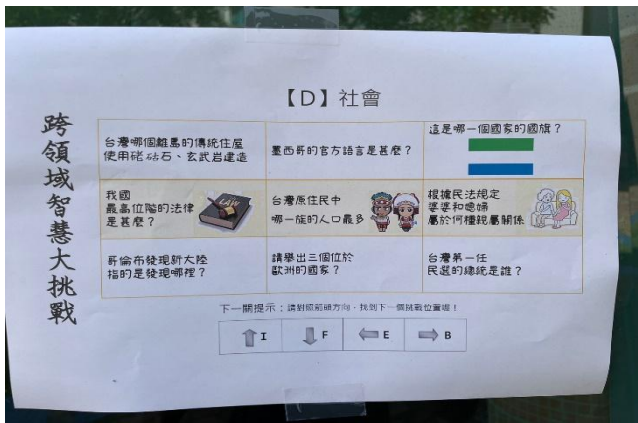 【D】社會
跨領域智慧大挑戰
台灣哪個離島的傳統住屋
使用硓𥑮石、玄武岩建造
墨西哥的官方語言是甚麼?
這是哪一個國家的國旗?
我國
最高位階的法律
是甚麼?
LAW
台灣原住民中
哪一族的人口最多
根據民法規定
婆婆和媳婦
屬於何種親屬關係
哥倫布發現新大陸
指的是發現哪裡?
請舉出三個位於
歐洲的國家?
台灣第一任
民選的總統是誰?
下一關提示:請對照箭頭方向,找到下一個挑戰位置喔!
⇧ I ⇩ F ⇦ E ⇨ B